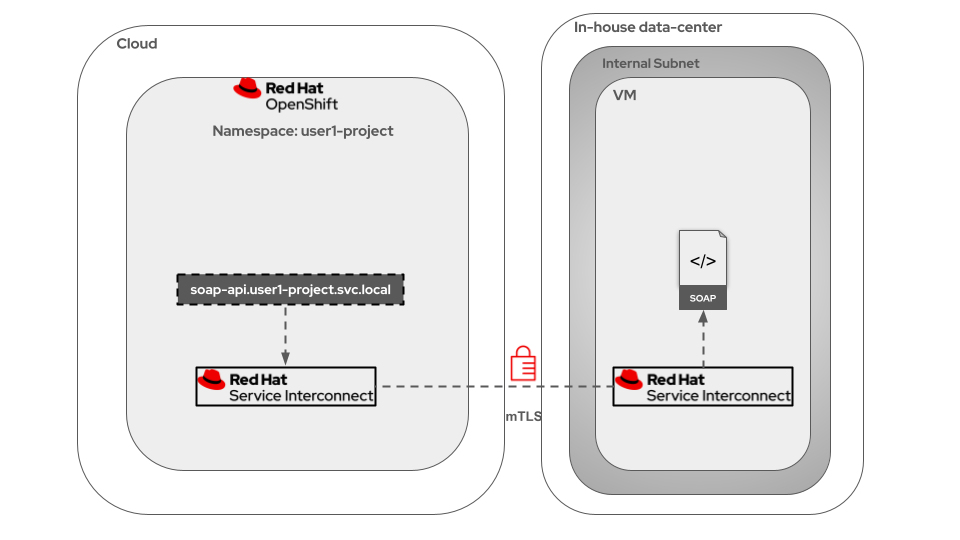 Cloud
Red Hat
OpenShift
Namespace: user1-project
soap-api.user1-project.svc.local
Red Hat
Service Interconnect
mTLS
In-house data-center
Internal Subnet
VM
</>
SOAP
Red Hat
Service Interconnect